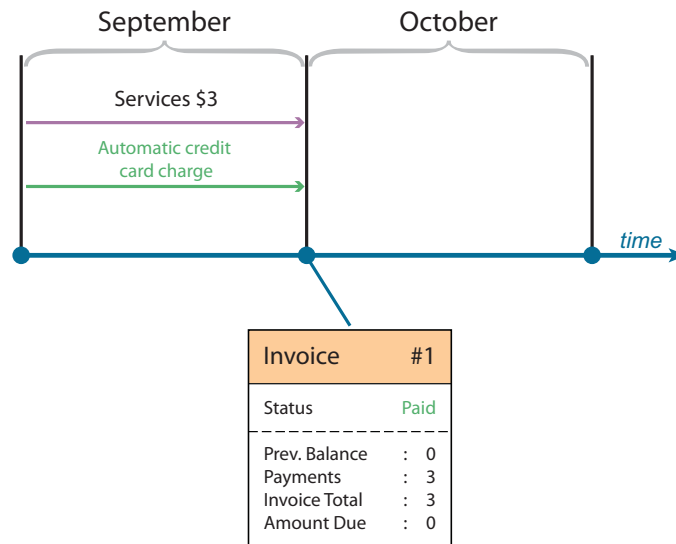 September October
Services $3
Automatic credit
card charge
time
Invoice #1
Status Paid
Prev. Balance : 0
Payments : 3
Invoice Total : 3
Amount Due : 0